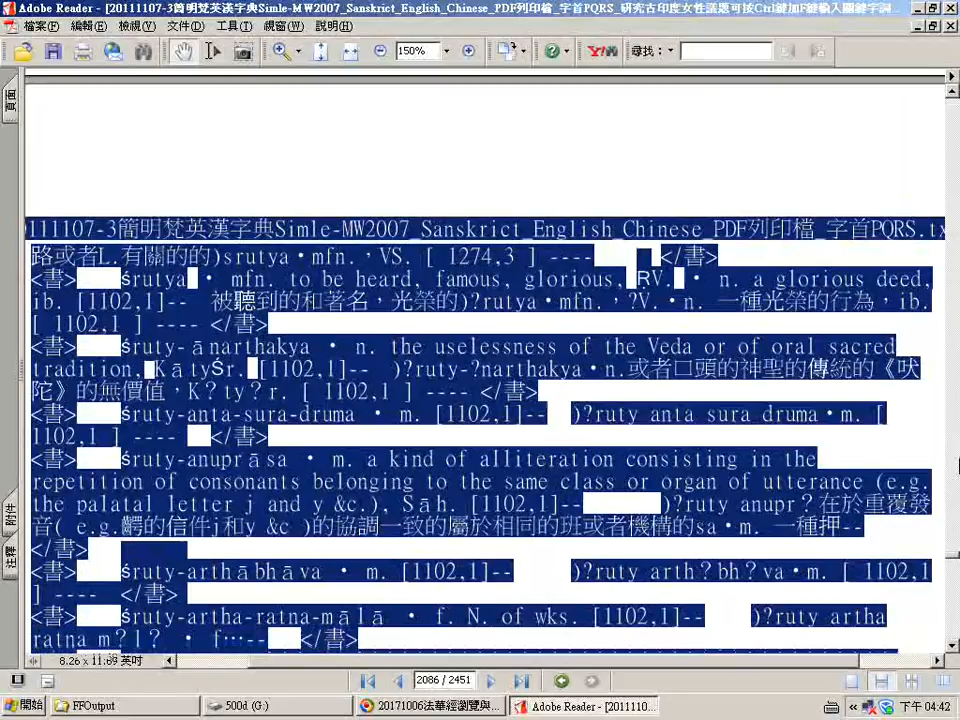 Adobe Reader - [20111107-3簡明梵英漢字典Simle-MW2007_Sanskrict_English_Chinese_PDF列印檔_字首PQRS_研究古印度女性議題可按Ctrl鍵加F鍵輸入關鍵字詞
檔案(F) 編輯(E) 檢視(V) 文件(D) 工具(T) 視窗(W) 說明(H)
150% Y! 尋找:
頁面
0111107-3簡明梵英漢字典Simle-MW2007_Sanskrict_English_Chinese_PDF列印檔_字首PQRS.tx
路或者L.有關的的)srutya•mfn.,VS. [ 1274,3 ] ---- </書>
<書> śrutya • mfn. to be heard, famous, glorious, RV. • n. a glorious deed,
ib. [1102,1]-- 被聽到的和著名,光榮的)?rutya•mfn.,?V.•n. 一種光榮的行為,ib.
[ 1102,1 ] ---- </書>
<書> śruty-ānarthakya • n. the uselessness of the Veda or of oral sacred
tradition, KātyŚr. [1102,1]-- )?ruty-?narthakya•n.或者口頭的神聖的傳統的《吠
陀》的無價值,K?ty?r. [ 1102,1 ] ---- </書>
<書> śruty-anta-sura-druma • m. [1102,1]-- )?ruty anta sura druma•m. [
1102,1 ] ---- </書>
<書> śruty-anuprāsa • m. a kind of alliteration consisting in the
repetition of consonants belonging to the same class or organ of utterance (e.g.
the palatal letter j and y &c.), Sāh. [1102,1]-- )?ruty anupr?在於重覆發
音( e.g.齶的信件j和y &c )的協調一致的屬於相同的班或者機構的sa•m. 一種押--
</書>
<書> śruty-arthābhāva • m. [1102,1]-- )?ruty arth?bh?va•m. [ 1102,1
] ---- </書>
<書> śruty-artha-ratna-mālā • f. N. of wks. [1102,1]-- )?ruty artha
ratna m?l? • f…-- </書>
附件
注釋
8.26 x 11.69 英吋
2086 / 2451
開始 FFOutput 500d (G:) 20171006法華經瀏覽與... Adobe Reader - [2011110... 下午 04:42